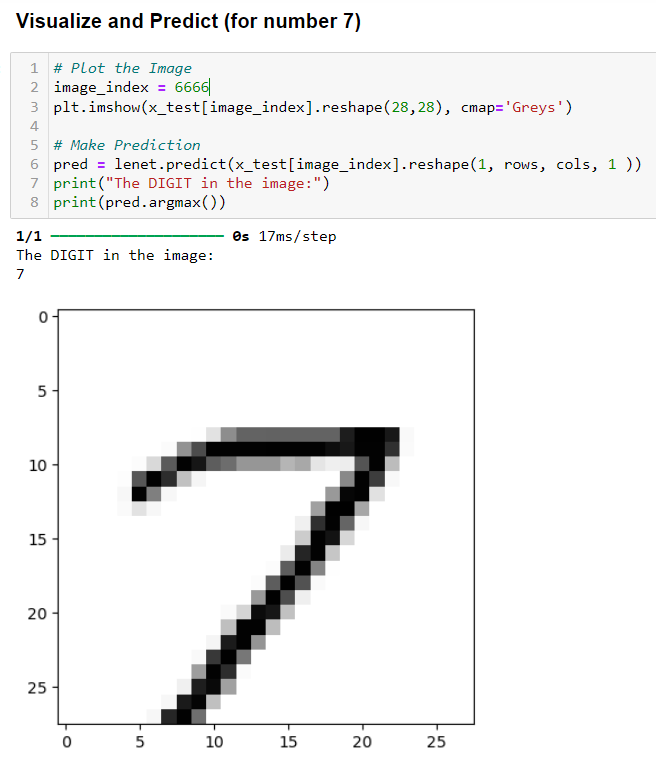 Visualize and Predict (for number 7)
1 # Plot the Image
2 image_index = 6666
3 plt.imshow(x_test[image_index].reshape(28,28), cmap='Greys')
4
5 # Make Prediction
6 pred = lenet.predict(x_test[image_index].reshape(1, rows, cols, 1 ))
7 print("The DIGIT in the image:")
8 print(pred.argmax())
1/1 0s 17ms/step
The DIGIT in the image:
7
0
5
10
15
20
25
7
0 5 10 15 20 25